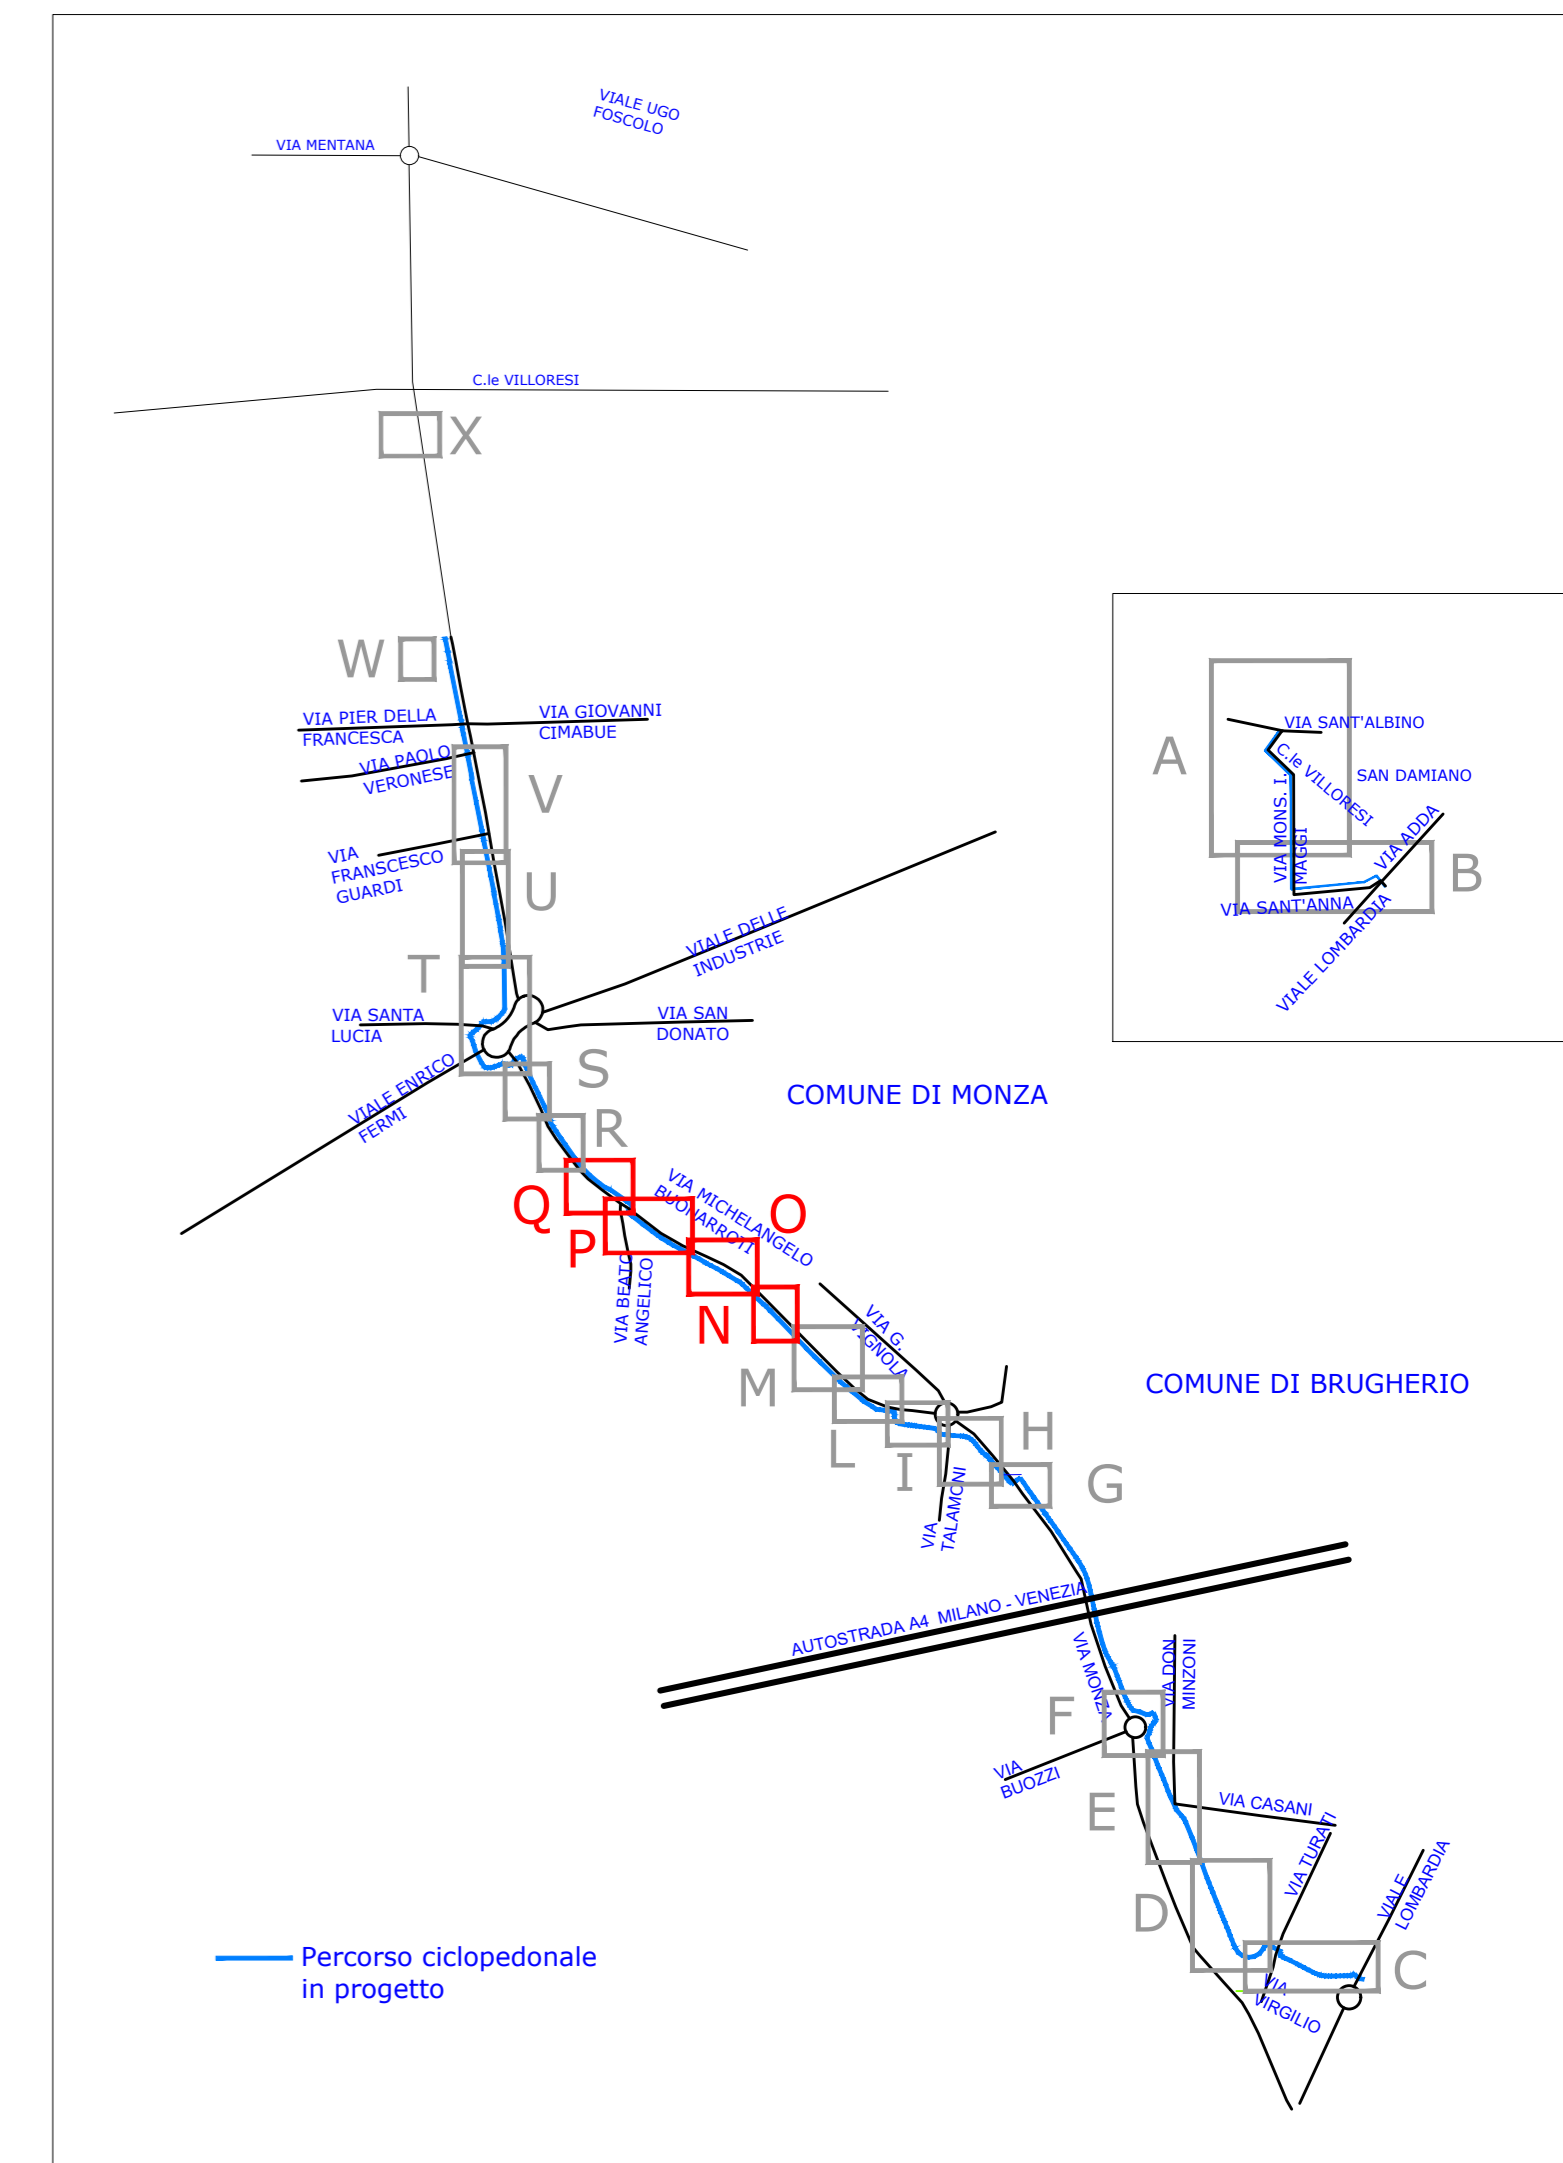 VIALE UGO
FOSCOLO
VIA MENTANA
C.le VILLORESI
X
W
VIA PIER DELLA
FRANCESCA
VIA GIOVANNI
CIMABUE
VIA PAOLO
VERONESE
V
VIA
FRANSCESCO
GUARDI
U
A
VIA SANT'ALBINO
C.le VILLORESI
SAN DAMIANO
VIA MONS. I.
MAGGI
VIA ADDA
B
VIA SANT'ANNA
VIALE LOMBARDIA
VIALE DELLE
INDUSTRIE
T
VIA SANTA
LUCIA
VIA SAN
DONATO
VIALE ENRICO
FERMI
S
COMUNE DI MONZA
R
Q
VIA MICHELANGELO
BUONARROTI
O
P
VIA BEATO
ANGELICO
N
VIA G.
VIGNOLA
M
COMUNE DI BRUGHERIO
L
I
H
G
VIA
TALAMONI
AUTOSTRADA A4 MILANO - VENEZIA
VIA MONZA
VIA DON
MINZONI
F
VIA
BUOZZI
E
VIA CASANI
VIA TURATI
VIALE
LOMBARDIA
D
C
VIA
VIRGILIO
Percorso ciclopedonale
in progetto